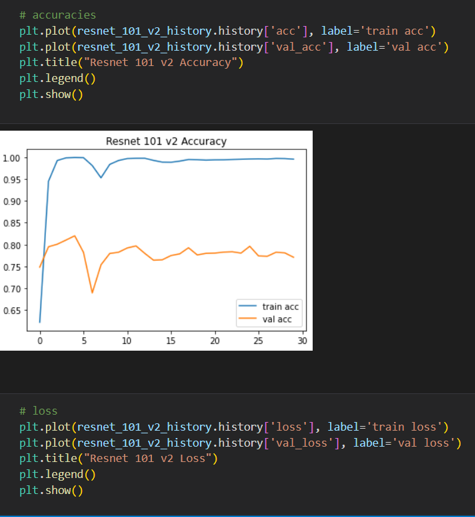 # accuracies
plt.plot(resnet_101_v2_history.history['acc'], label='train acc')
plt.plot(resnet_101_v2_history.history['val_acc'], label='val acc')
plt.title("Resnet 101 v2 Accuracy")
plt.legend()
plt.show()
Resnet 101 v2 Accuracy
1.00
0.95
0.90
0.85
0.80
0.75
0.70
0.65
train acc
val acc
0 5 10 15 20 25 30
# loss
plt.plot(resnet_101_v2_history.history['loss'], label='train loss')
plt.plot(resnet_101_v2_history.history['val_loss'], label='val loss')
plt.title("Resnet 101 v2 Loss")
plt.legend()
plt.show()